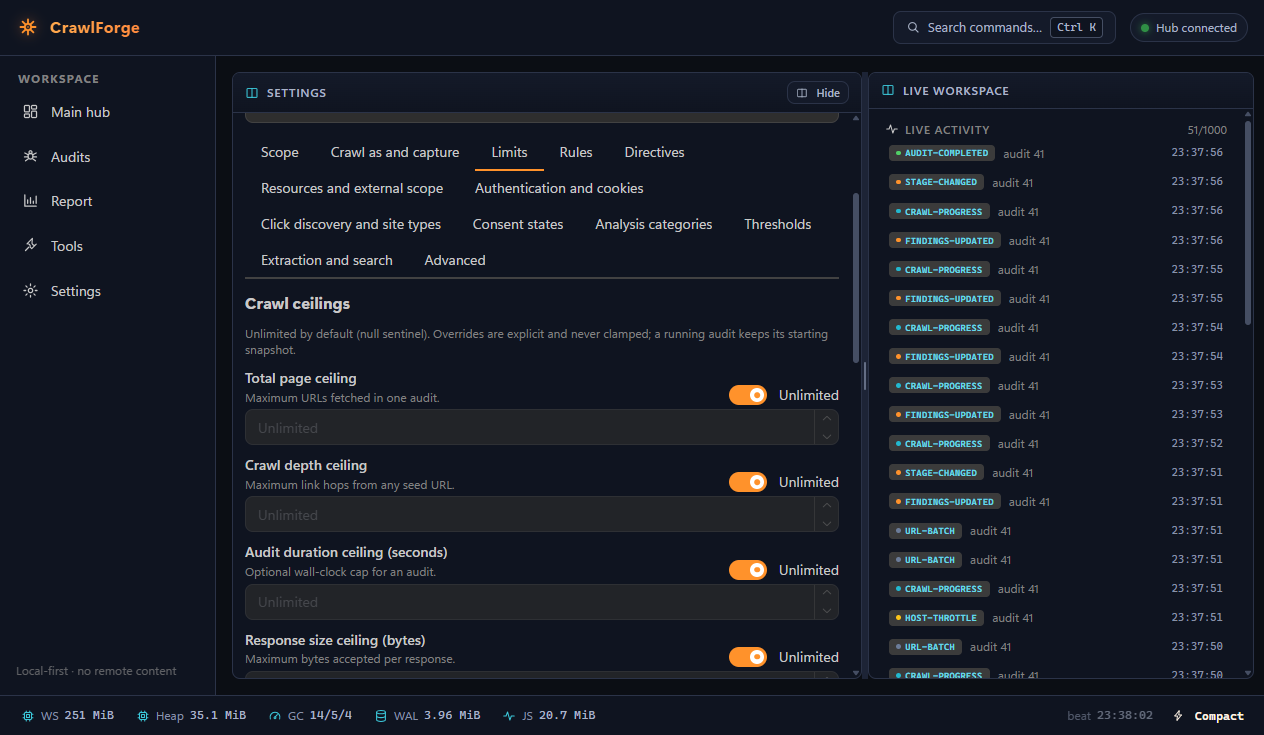 CrawlForge
Search commands... Ctrl K
Hub connected
WORKSPACE
Main hub
Audits
Report
Tools
Settings
Local-first · no remote content
SETTINGS
Hide
Scope Crawl as and capture Limits Rules Directives
Resources and external scope Authentication and cookies
Click discovery and site types Consent states Analysis categories Thresholds
Extraction and search Advanced
Crawl ceilings
Unlimited by default (null sentinel). Overrides are explicit and never clamped; a running audit keeps its starting
snapshot.
Total page ceiling
Maximum URLs fetched in one audit.
Unlimited
Unlimited
Crawl depth ceiling
Maximum link hops from any seed URL.
Unlimited
Unlimited
Audit duration ceiling (seconds)
Optional wall-clock cap for an audit.
Unlimited
Unlimited
Response size ceiling (bytes)
Maximum bytes accepted per response.
Unlimited
LIVE WORKSPACE
LIVE ACTIVITY 51/1000
AUDIT-COMPLETED audit 41 23:37:56
STAGE-CHANGED audit 41 23:37:56
CRAWL-PROGRESS audit 41 23:37:56
FINDINGS-UPDATED audit 41 23:37:56
CRAWL-PROGRESS audit 41 23:37:55
FINDINGS-UPDATED audit 41 23:37:55
CRAWL-PROGRESS audit 41 23:37:54
FINDINGS-UPDATED audit 41 23:37:54
CRAWL-PROGRESS audit 41 23:37:53
FINDINGS-UPDATED audit 41 23:37:53
CRAWL-PROGRESS audit 41 23:37:52
STAGE-CHANGED audit 41 23:37:51
FINDINGS-UPDATED audit 41 23:37:51
URL-BATCH audit 41 23:37:51
URL-BATCH audit 41 23:37:51
CRAWL-PROGRESS audit 41 23:37:51
HOST-THROTTLE audit 41 23:37:51
URL-BATCH audit 41 23:37:50
CRAWL-PROGRESS audit 41 23:37:50
WS 251 MiB Heap 35.1 MiB GC 14/5/4 WAL 3.96 MiB JS 20.7 MiB
beat 23:38:02 Compact